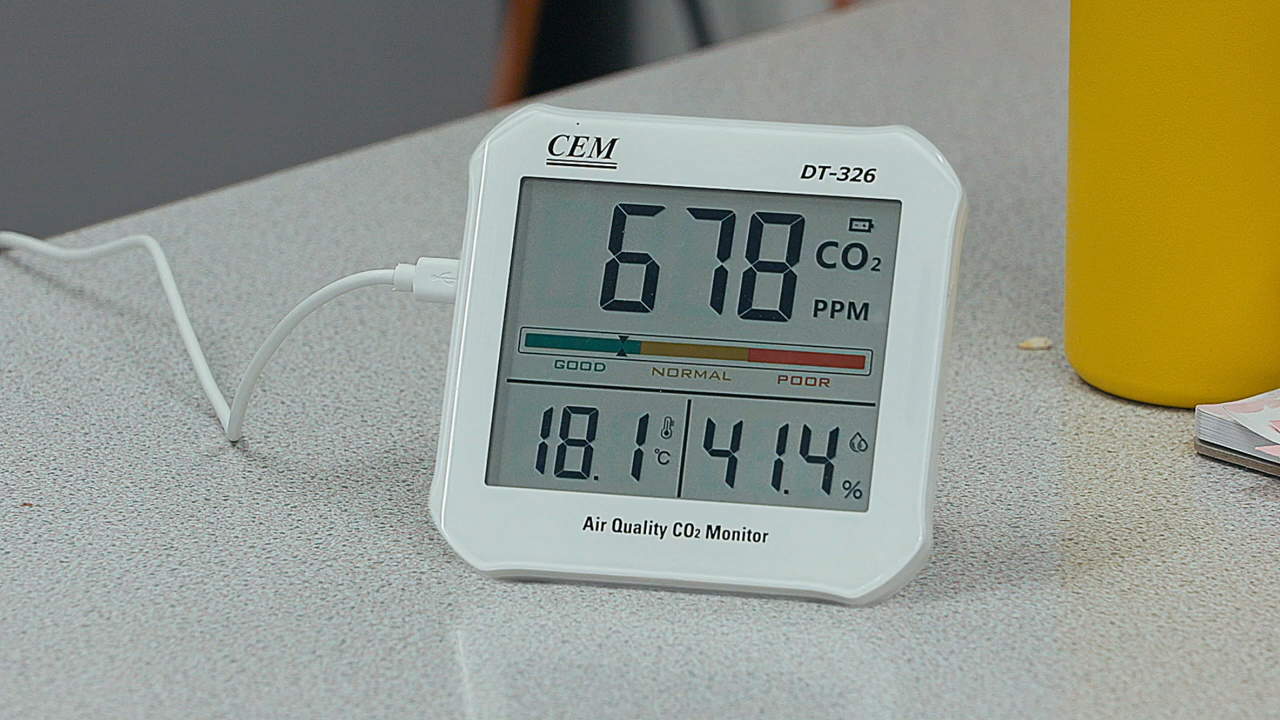 CEM
DT-326
678 CO₂
PPM
GOOD NORMAL POOR
18.1 °C 41.4 %
Air Quality CO₂ Monitor